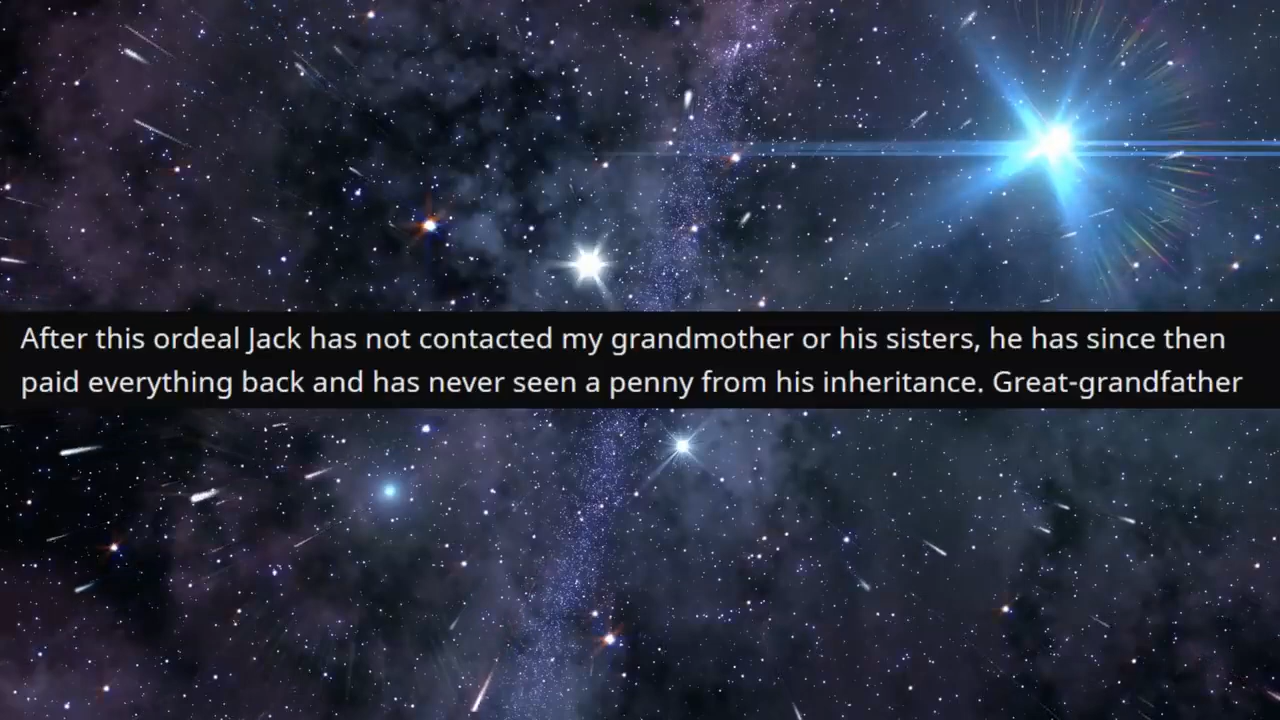 After this ordeal Jack has not contacted my grandmother or his sisters, he has since then
paid everything back and has never seen a penny from his inheritance. Great-grandfather